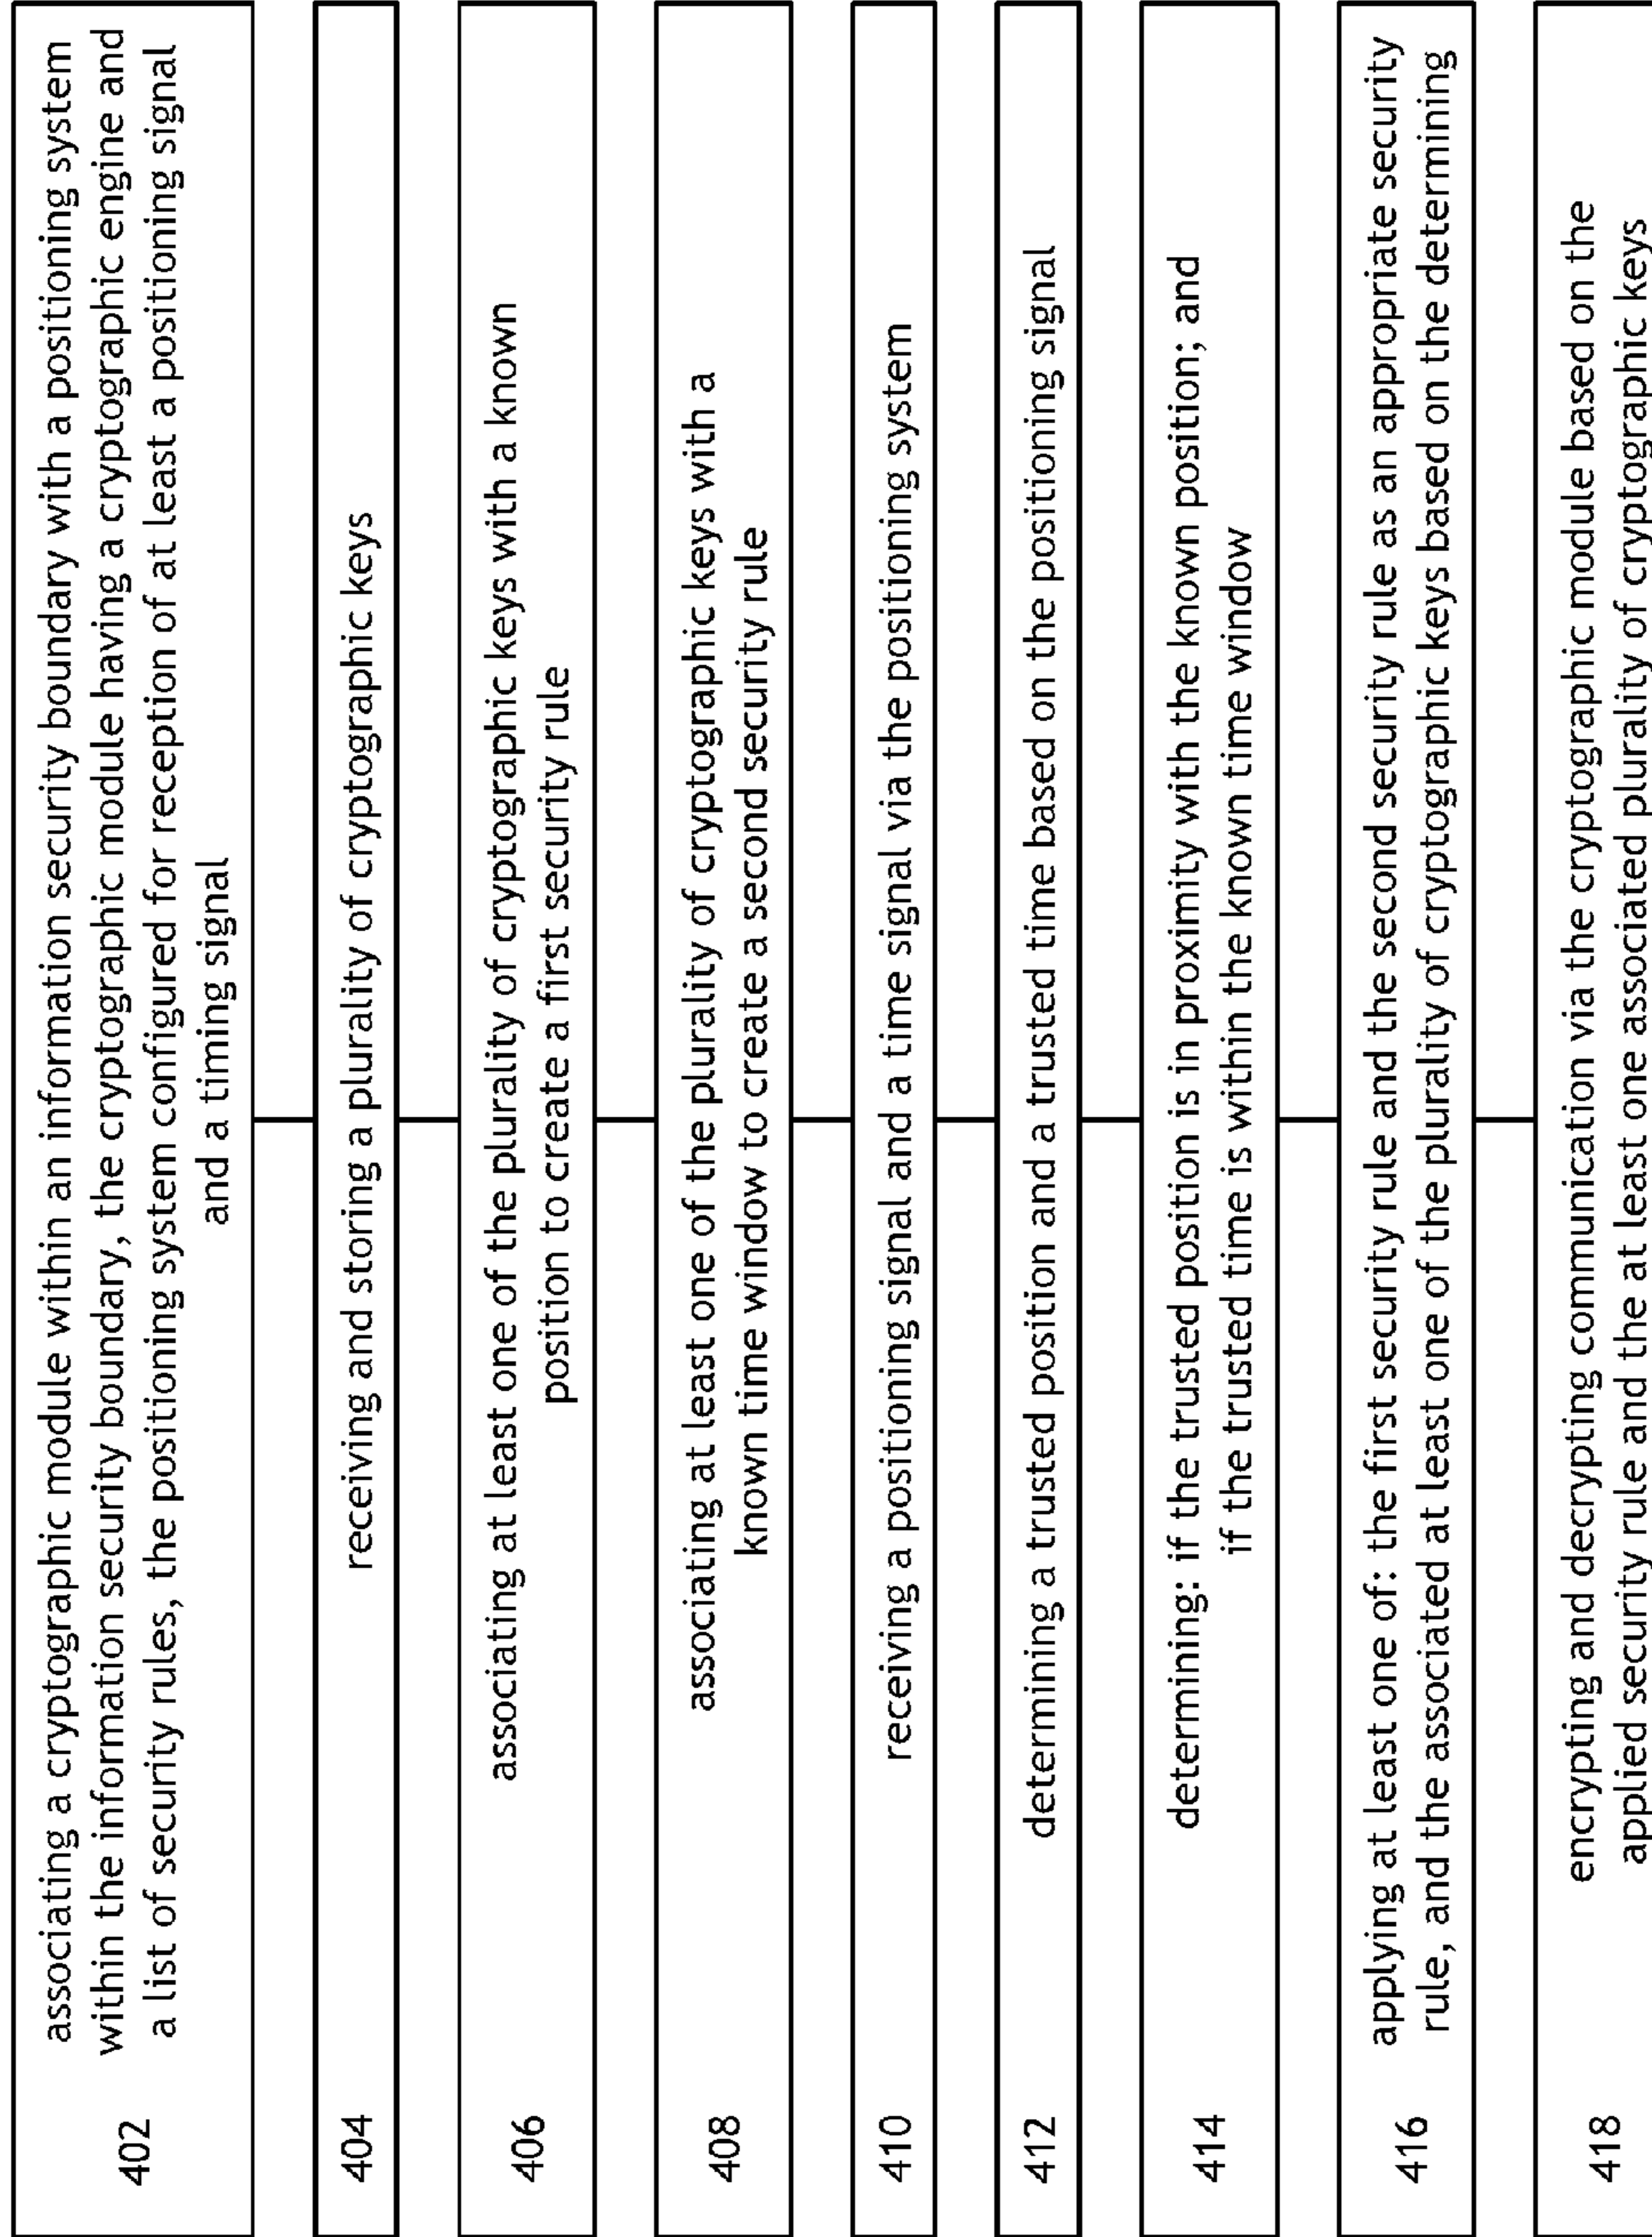 402
associating a cryptographic module within an information security boundary with a positioning system
within the information security boundary, the cryptographic module having a cryptographic engine and
a list of security rules, the positioning system configured for reception of at least a positioning signal
and a timing signal
404
receiving and storing a plurality of cryptographic keys
406
associating at least one of the plurality of cryptographic keys with a known
position to create a first security rule
408
associating at least one of the plurality of cryptographic keys with a
known time window to create a second security rule
410
receiving a positioning signal and a time signal via the positioning system
412
determining a trusted position and a trusted time based on the positioning signal
414
determining: if the trusted position is in proximity with the known position; and
if the trusted time is within the known time window
416
applying at least one of: the first security rule and the second security rule as an appropriate security
rule, and the associated at least one of the plurality of cryptographic keys based on the determining
418
encrypting and decrypting communication via the cryptographic module based on the
applied security rule and the at least one associated plurality of cryptographic keys